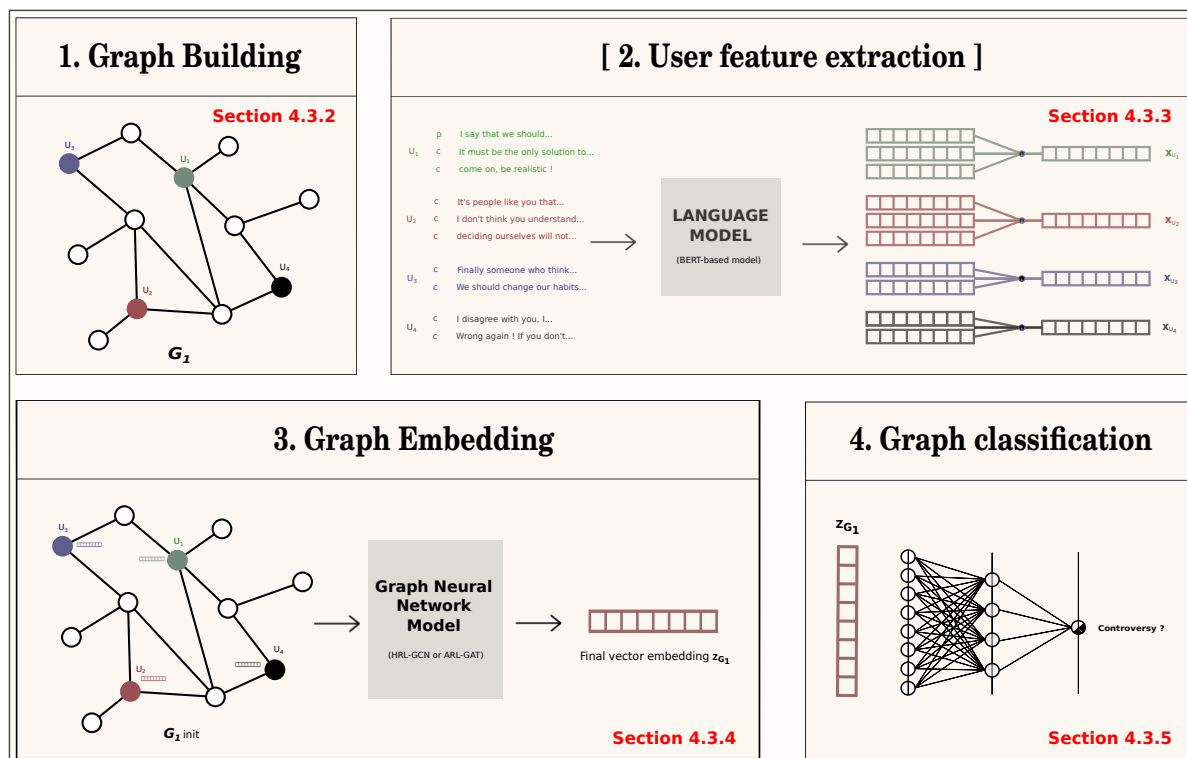 1. Graph Building
Section 4.3.2
U3
U1
U4
U2
G1
[ 2. User feature extraction ]
Section 4.3.3
p I say that we should...
U1 c It must be the only solution to...
c come on, be realistic !
c It's people like you that...
U2 c I don't think you understand...
c deciding ourselves will not...
U3 c Finally someone who think...
c We should change our habits...
U4 c I disagree with you, I...
c Wrong again ! If you don't...
LANGUAGE
MODEL
(BERT-based model)
xU1
xU2
xU3
xU4
3. Graph Embedding
U3
U1
U4
U2
G1 init
Graph Neural
Network
Model
(HRL-GCN or ARL-GAT)
Final vector embedding zG1
Section 4.3.4
4. Graph classification
zG1
Controversy ?
Section 4.3.5